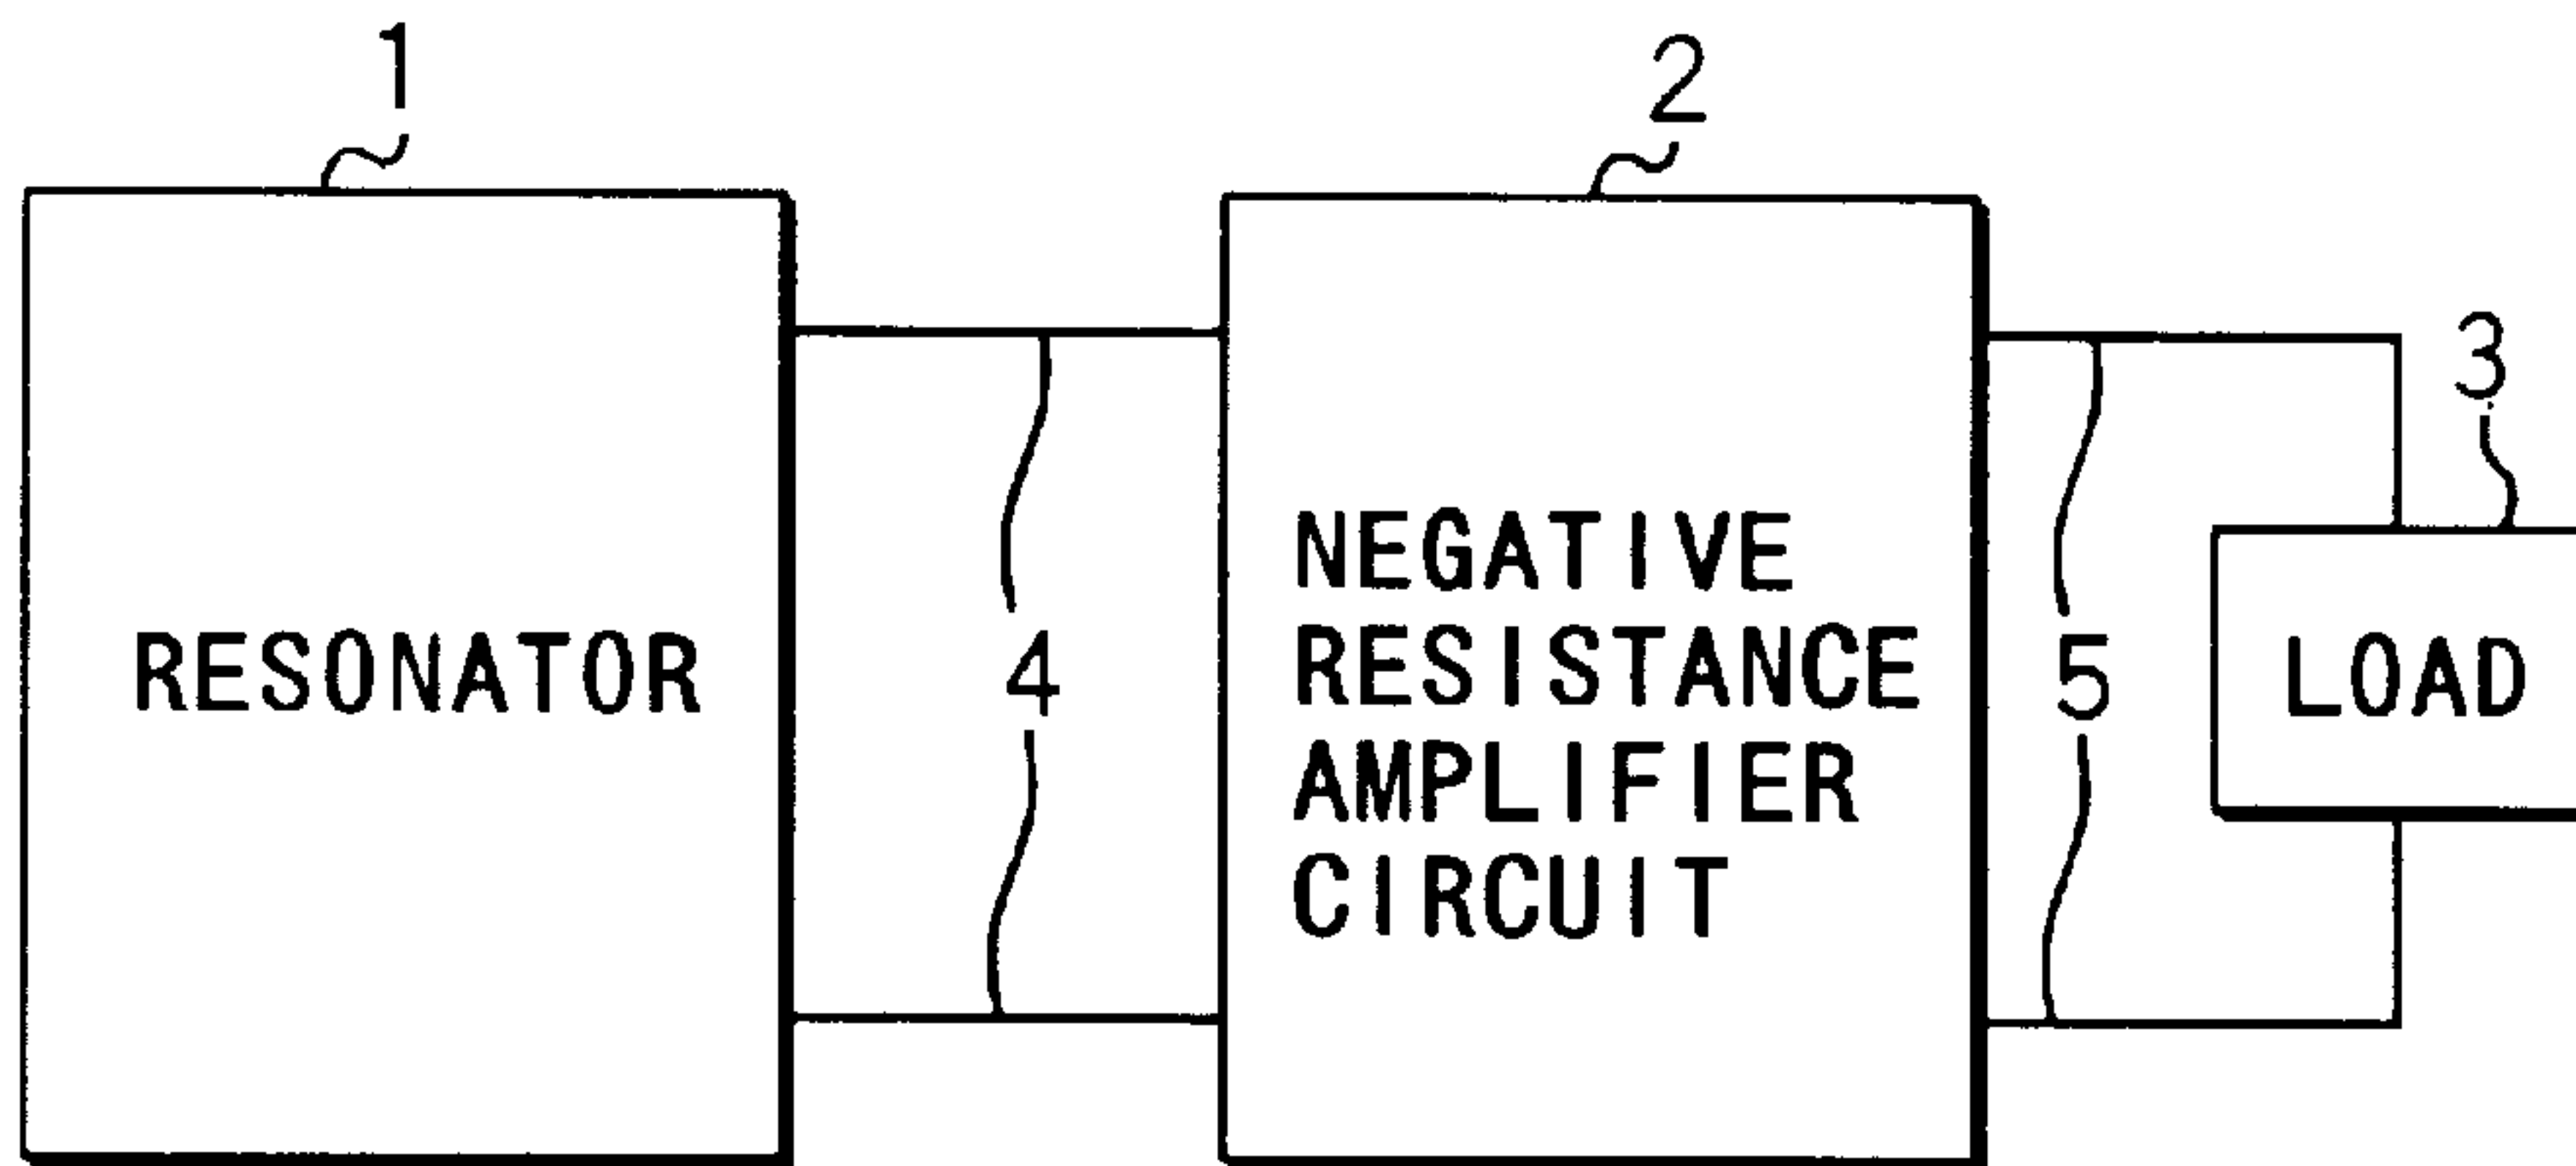 1
2
3
RESONATOR
4
NEGATIVE
RESISTANCE
AMPLIFIER
CIRCUIT
5
LOAD